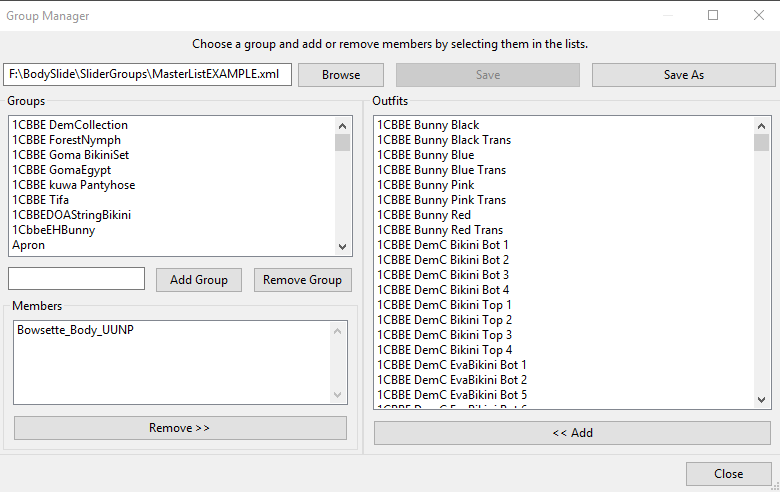 Group Manager
Choose a group and add or remove members by selecting them in the lists.
F:\BodySlide\SliderGroups\MasterListEXAMPLE.xml
Browse
Save
Save As
Groups
1CBBE DemCollection
1CBBE ForestNymph
1CBBE Goma BikiniSet
1CBBE GomaEgypt
1CBBE kuwa Pantyhose
1CBBE Tifa
1CBBEDOAStringBikini
1CbbeEHBunny
Apron
Add Group
Remove Group
Members
Bowsette_Body_UUNP
Remove >>
Outfits
1CBBE Bunny Black
1CBBE Bunny Black Trans
1CBBE Bunny Blue
1CBBE Bunny Blue Trans
1CBBE Bunny Pink
1CBBE Bunny Pink Trans
1CBBE Bunny Red
1CBBE Bunny Red Trans
1CBBE DemC Bikini Bot 1
1CBBE DemC Bikini Bot 2
1CBBE DemC Bikini Bot 3
1CBBE DemC Bikini Bot 4
1CBBE DemC Bikini Top 1
1CBBE DemC Bikini Top 2
1CBBE DemC Bikini Top 3
1CBBE DemC Bikini Top 4
1CBBE DemC EvaBikini Bot 1
1CBBE DemC EvaBikini Bot 2
1CBBE DemC EvaBikini Bot 5
1CBBE DemC EvaBikini Bot 6
<< Add
Close